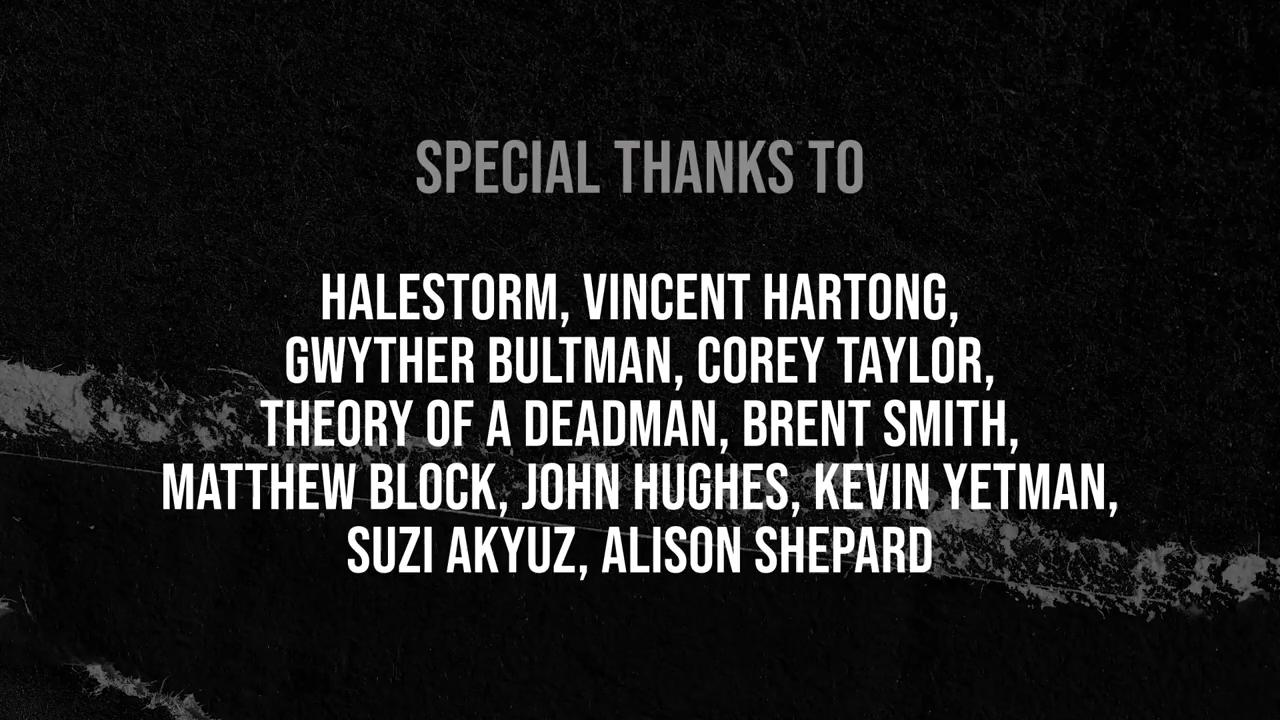 SPECIAL THANKS TO
HALESTORM, VINCENT HARTONG,
GWYTHER BULTMAN, COREY TAYLOR,
THEORY OF A DEADMAN, BRENT SMITH,
MATTHEW BLOCK, JOHN HUGHES, KEVIN YETMAN,
SUZI AKYUZ, ALISON SHEPARD